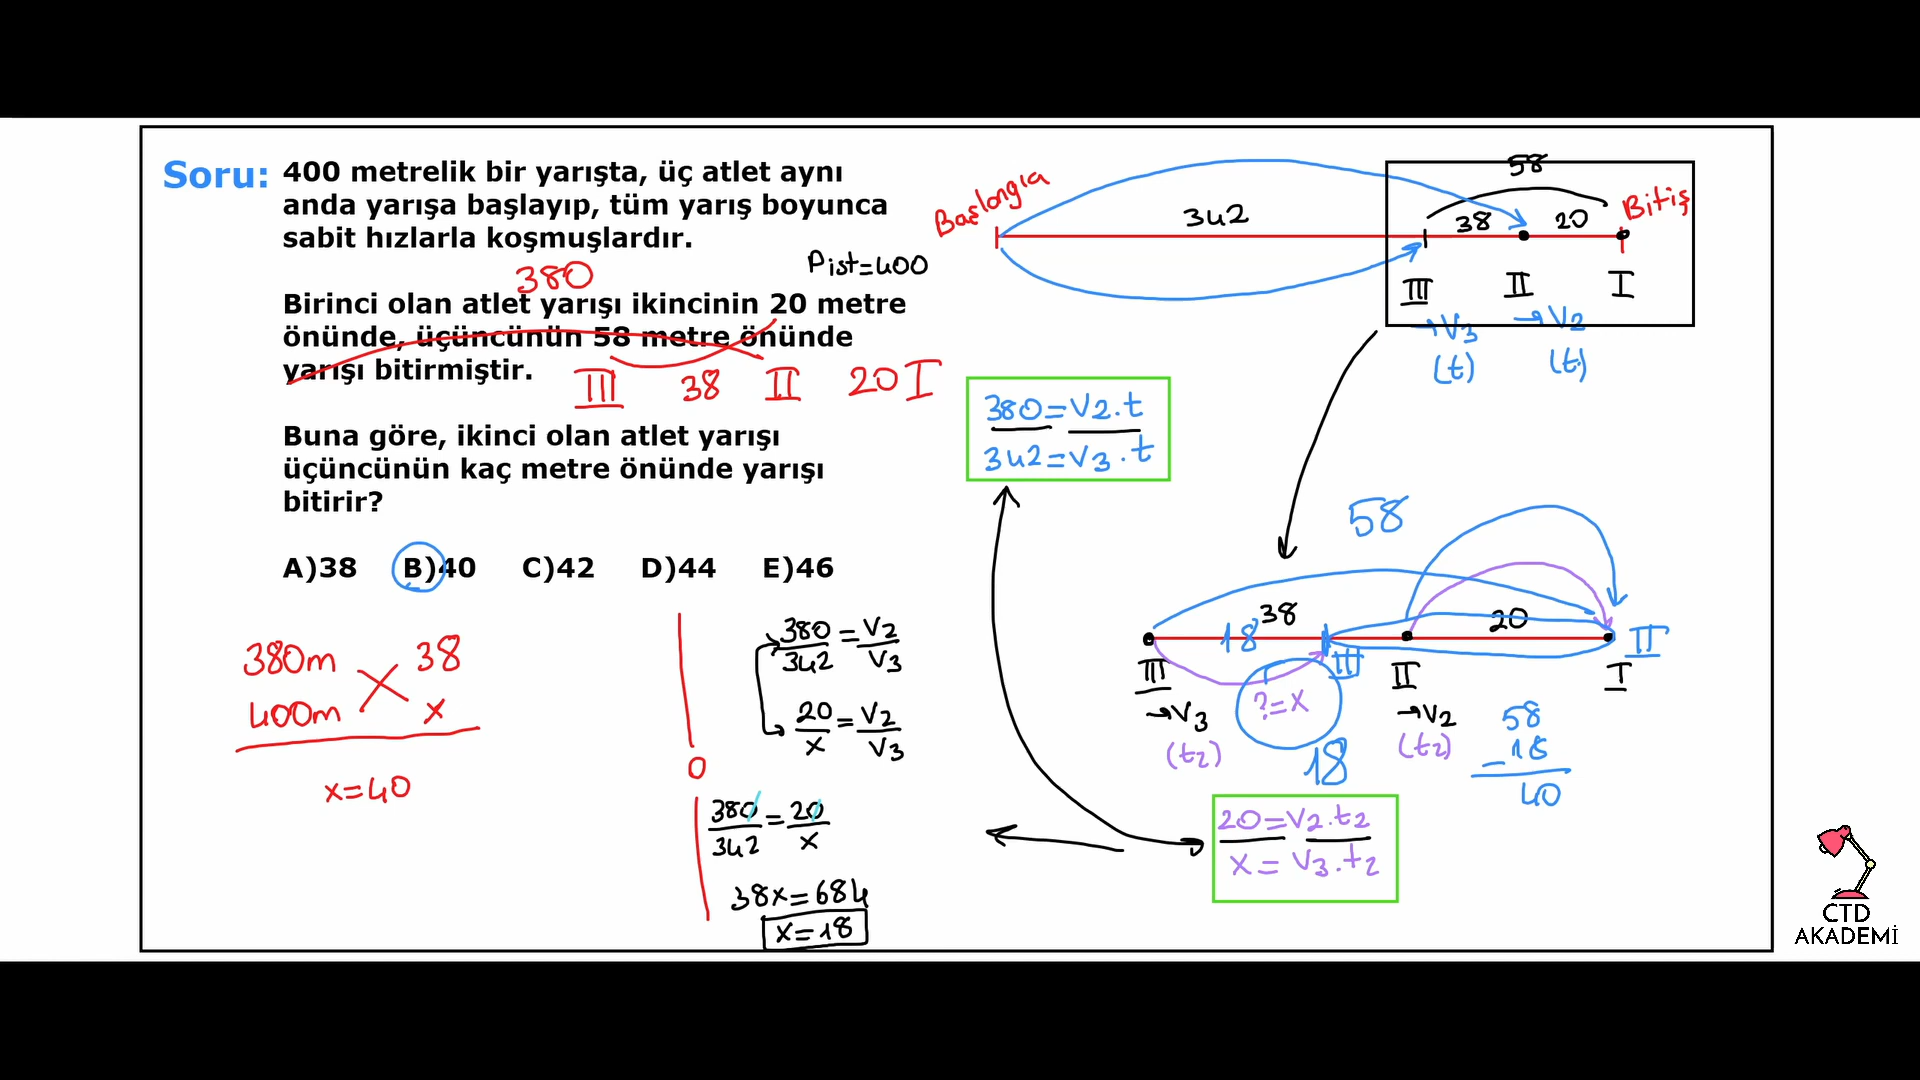 Soru: 400 metrelik bir yarışta, üç atlet aynı
anda yarışa başlayıp, tüm yarış boyunca
sabit hızlarla koşmuşlardır.
Pist=400
380
Birinci olan atlet yarışı ikincinin 20 metre
önünde, üçüncünün 58 metre önünde
yarışı bitirmiştir.
III 38 II 20 I
Buna göre, ikinci olan atlet yarışı
üçüncünün kaç metre önünde yarışı
bitirir?
A)38 B)40 C)42 D)44 E)46
380m 38
400m x
x=40
0
380/342 = V2/V3
20/x = V2/V3
380/342 = 20/x
38x=684
x=18
Başlangıç
342
58
38 20
Bitiş
III II I
→V3 →V2
(t) (t)
380=V2.t
342=V3.t
58
38 20
18
II
III III II I
?=x
→V3 →V2
(t2) (t2)
18
58
-18
40
20=V2.t2
x=V3.t2
CTD
AKADEMİ